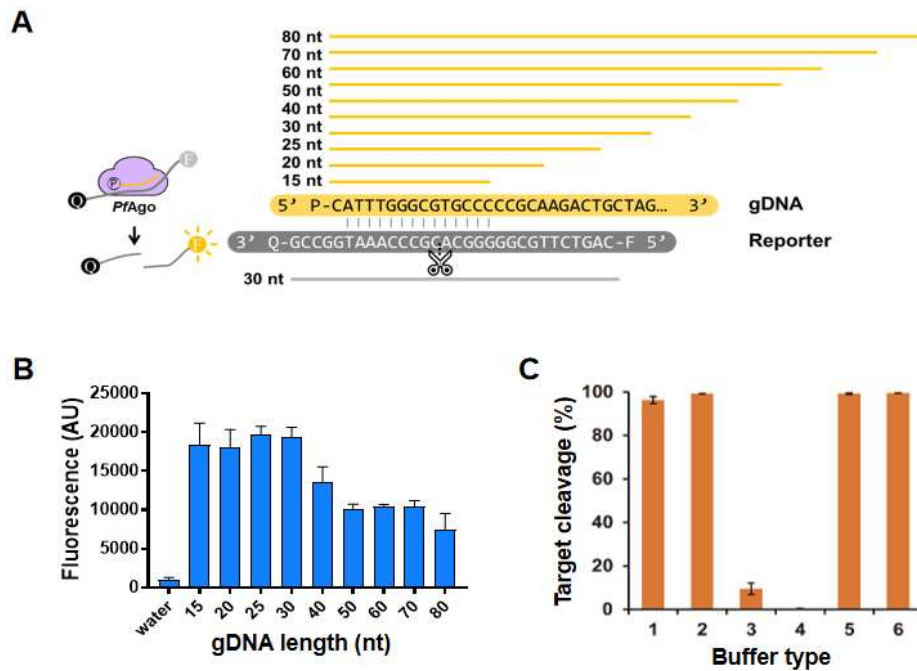 A
80 nt
70 nt
60 nt
50 nt
40 nt
30 nt
25 nt
20 nt
15 nt
F
P
Q
PfAgo
5’ P-CATTTGGGCGTGCCCCCGCAAGACTGCTAG... 3’ gDNA
3’ Q-GCCGGTAAACCCGCACGGGGGCGTTCTGAC-F 5’ Reporter
Q F
30 nt
B
Fluorescence (AU)
25000
20000
15000
10000
5000
0
water 15 20 25 30 40 50 60 70 80
gDNA length (nt)
C
Target cleavage (%)
100
80
60
40
20
0
1 2 3 4 5 6
Buffer type